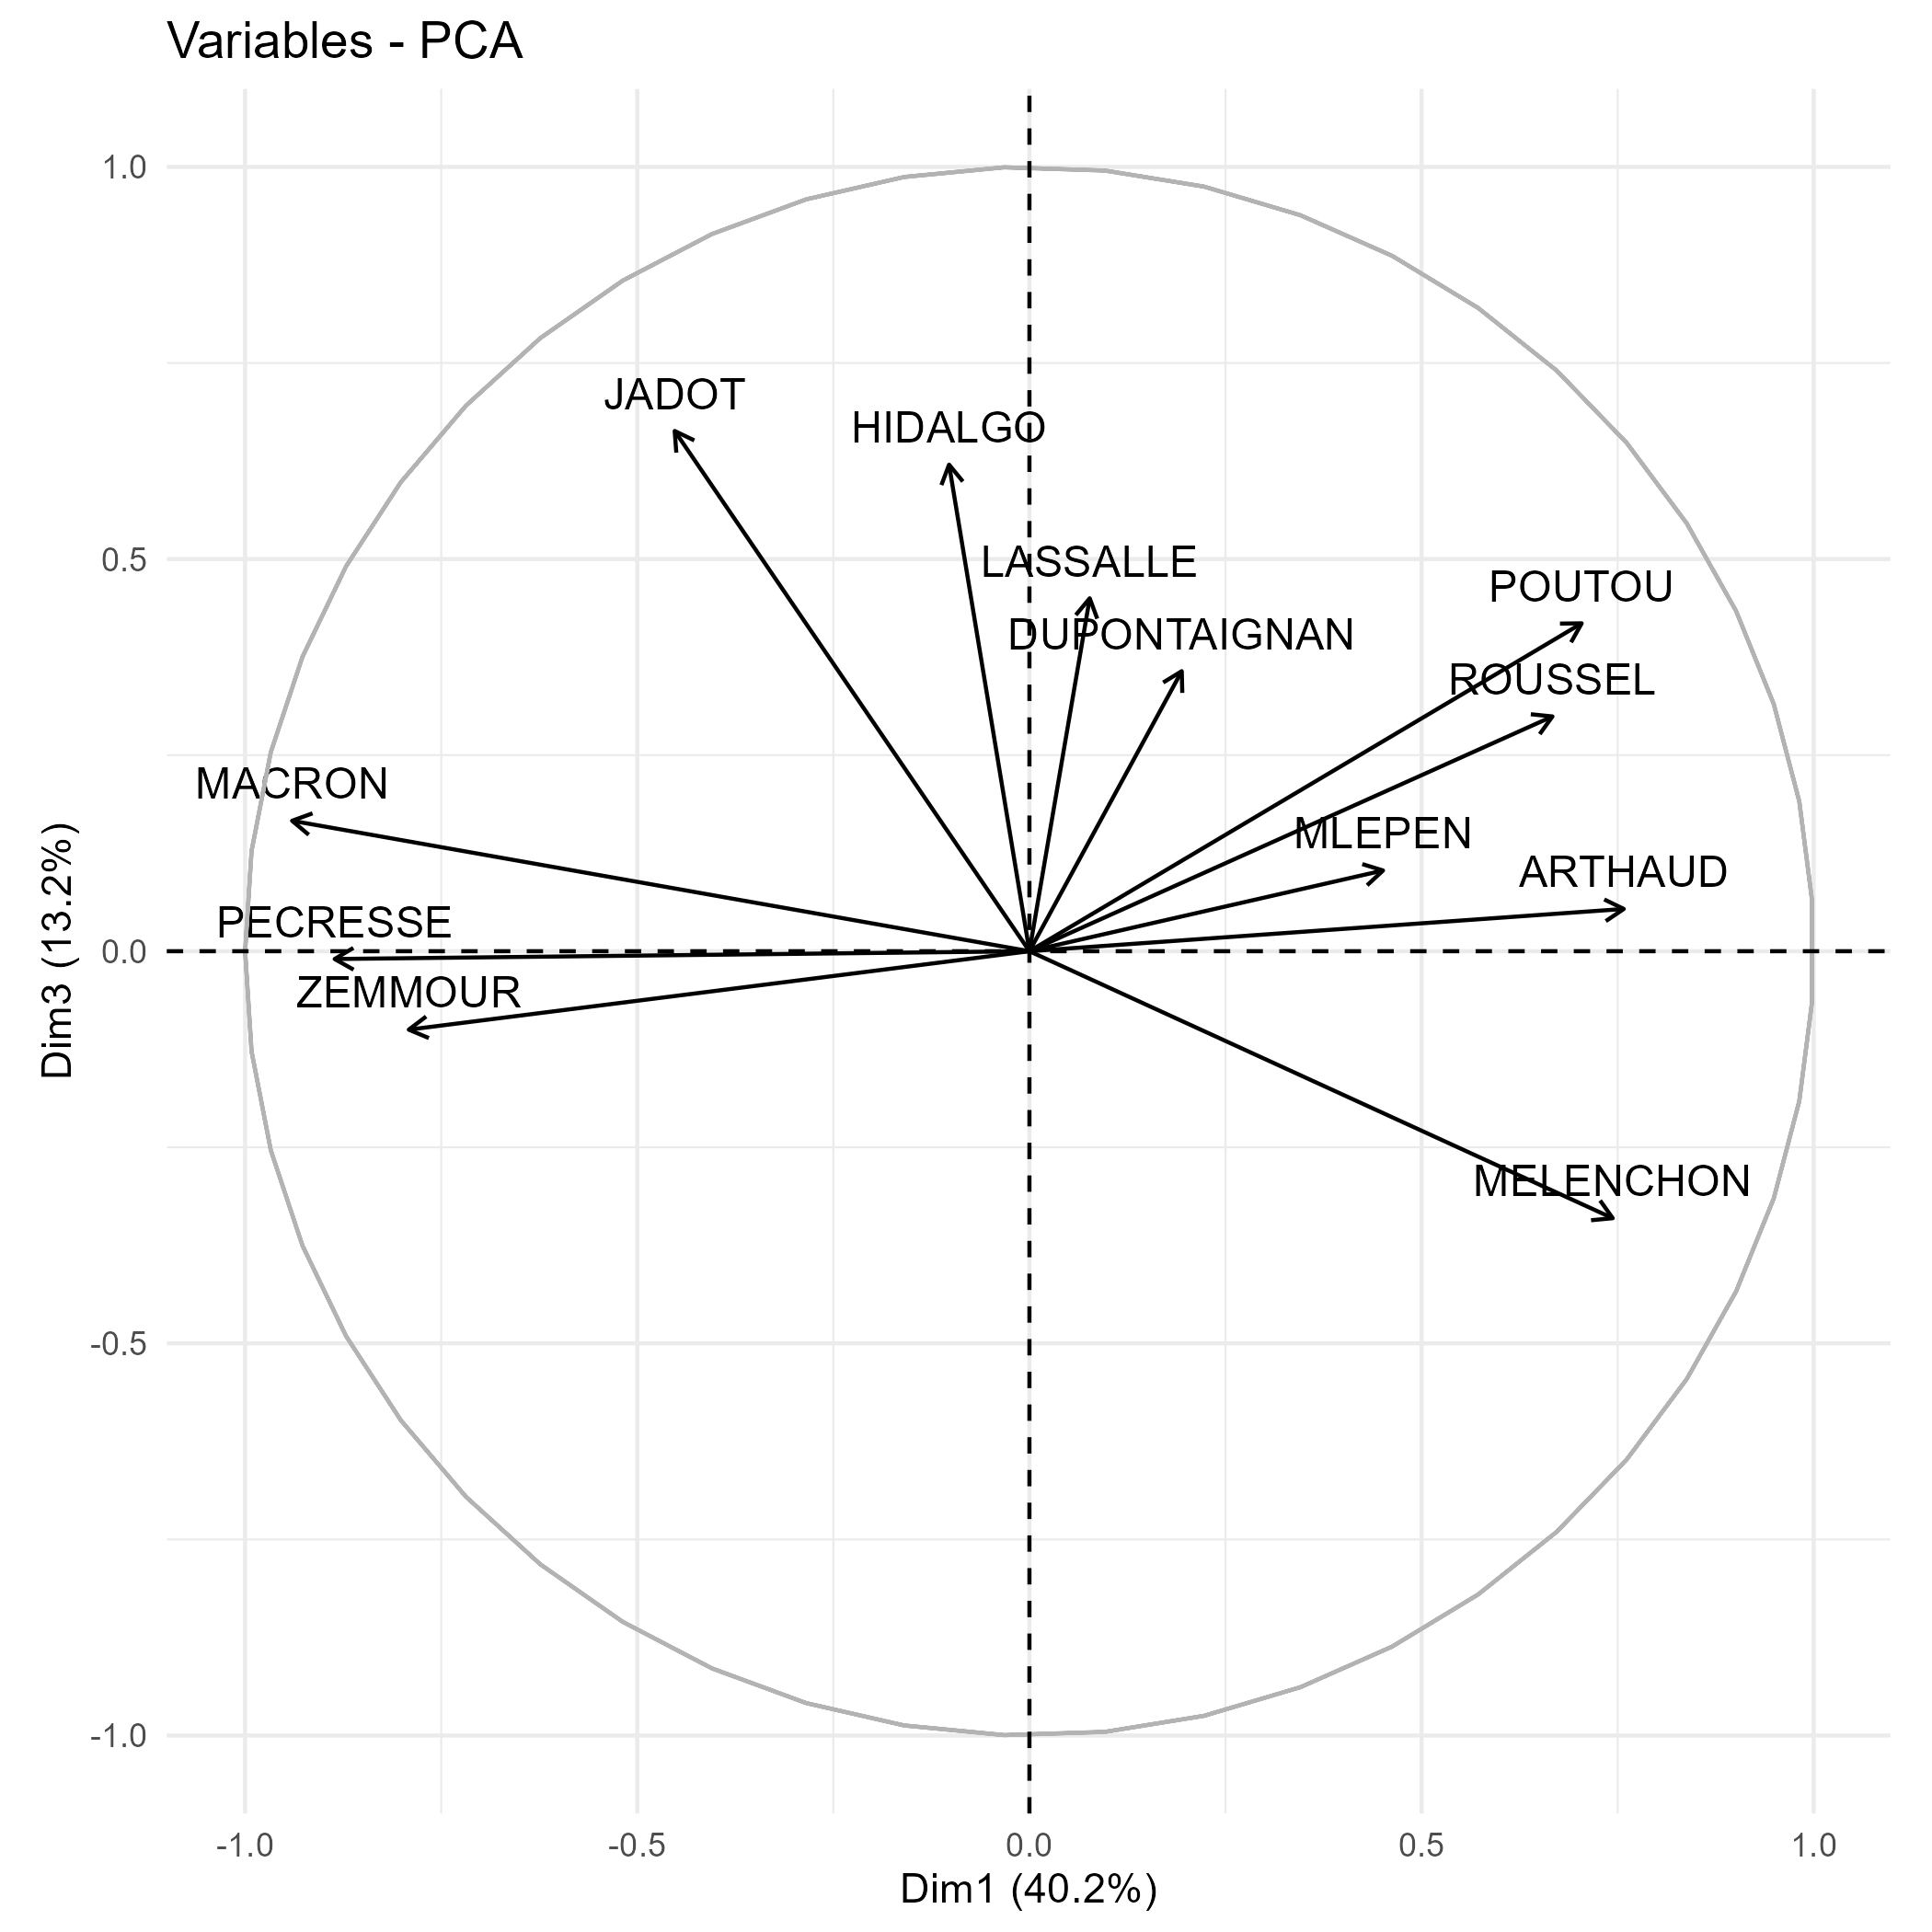 Variables - PCA
1.0
JADOT
HIDALGO
0.5
LASSALLE
POUTOU
DUPONTAIGNAN
ROUSSEL
MACRON
MLEPEN
ARTHAUD
PECRESSE
0.0
ZEMMOUR
Dim3 (13.2%)
MELENCHON
-0.5
-1.0
-1.0 -0.5 0.0 0.5 1.0
Dim1 (40.2%)